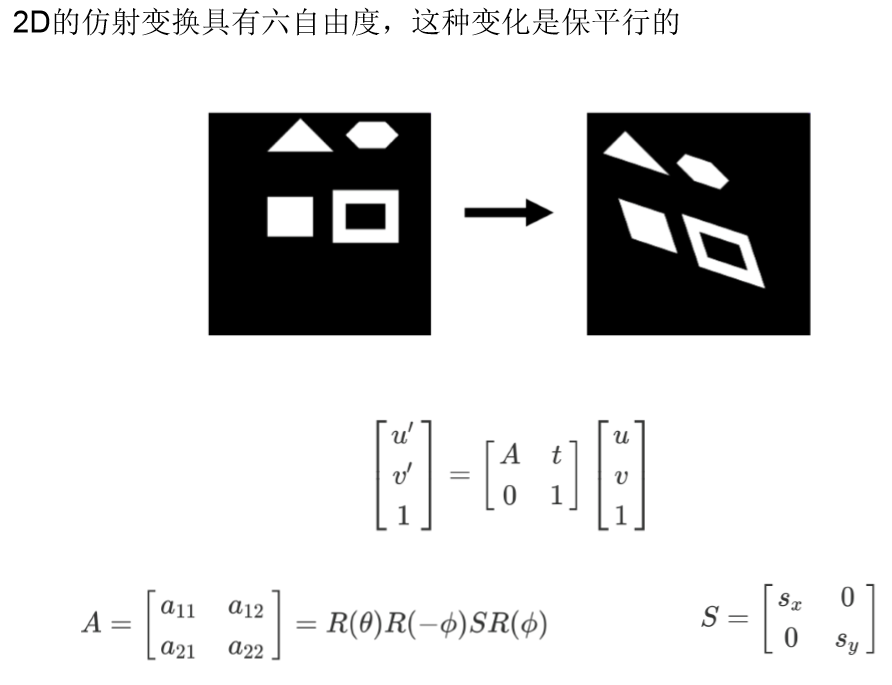 2D的仿射变换具有六自由度，这种变化是保平行的
[u′ v′ 1] = [A t 0 1] [u v 1]
A = [a11 a12 a21 a22] = R(θ)R(−ϕ)SR(ϕ)
S = [sx 0 0 sy]